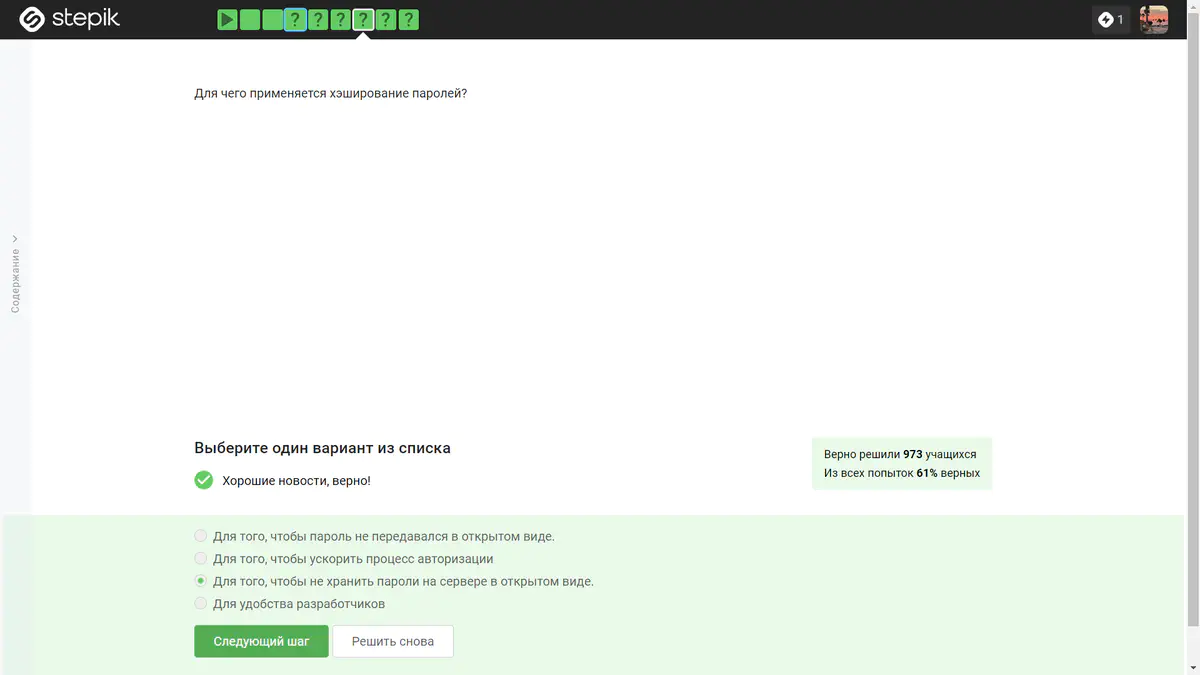 stepik
? ? ? ? ? ?
1
Содержание
Для чего применяется хэширование паролей?
Выберите один вариант из списка
Хорошие новости, верно!
Верно решили 973 учащихся
Из всех попыток 61% верных
Для того, чтобы пароль не передавался в открытом виде.
Для того, чтобы ускорить процесс авторизации
Для того, чтобы не хранить пароли на сервере в открытом виде.
Для удобства разработчиков
Следующий шаг
Решить снова